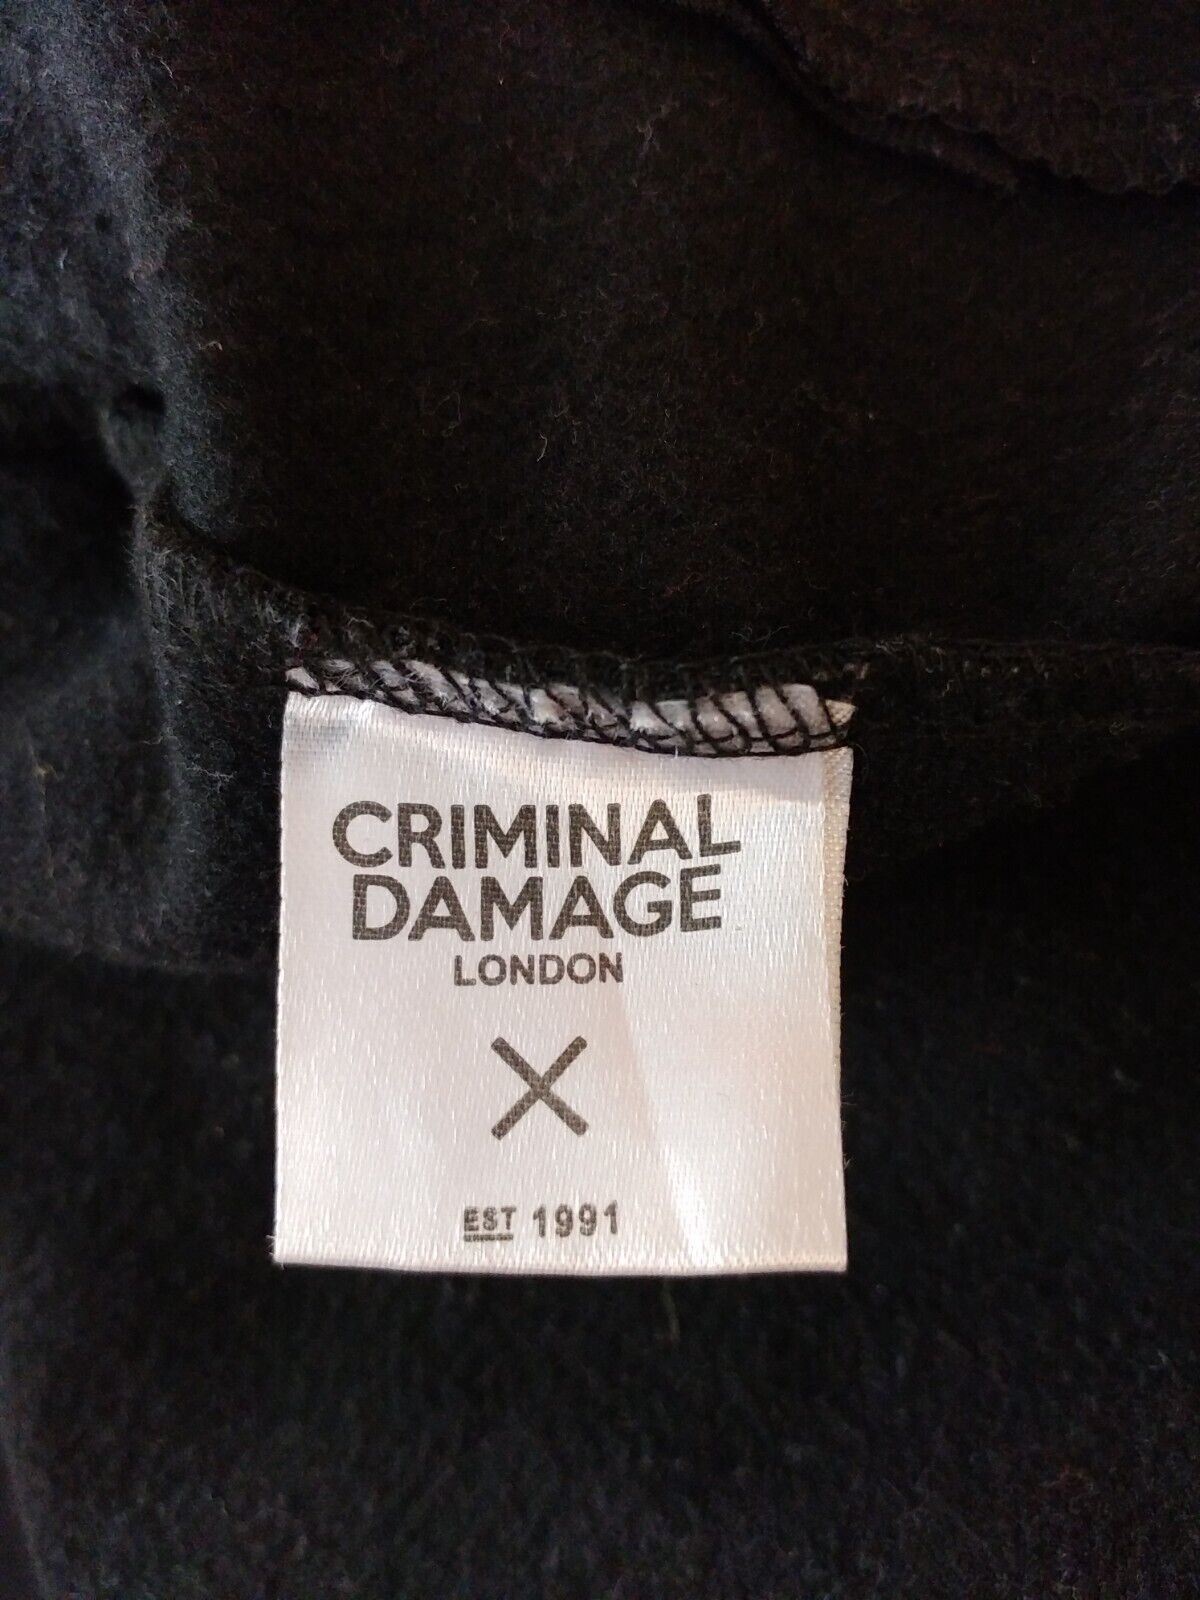 CRIMINAL
DAMAGE
LONDON
X
EST 1991